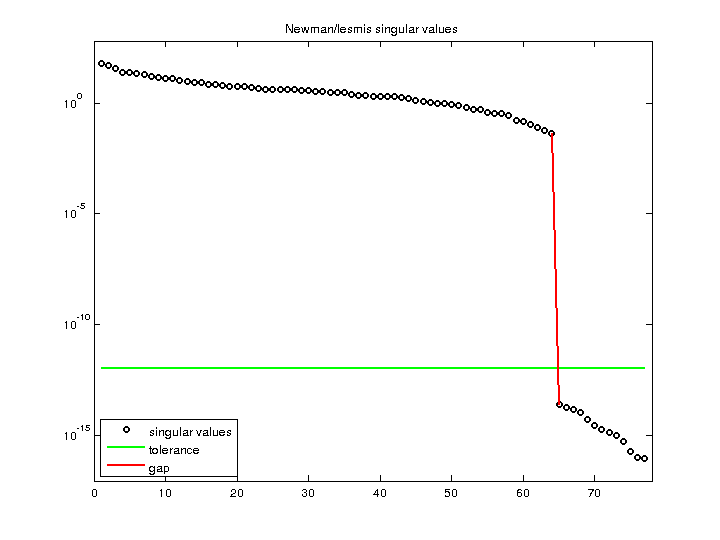 Newman/lesmis singular values
10^0
10^-5
10^-10
10^-15
singular values
tolerance
gap
0 10 20 30 40 50 60 70